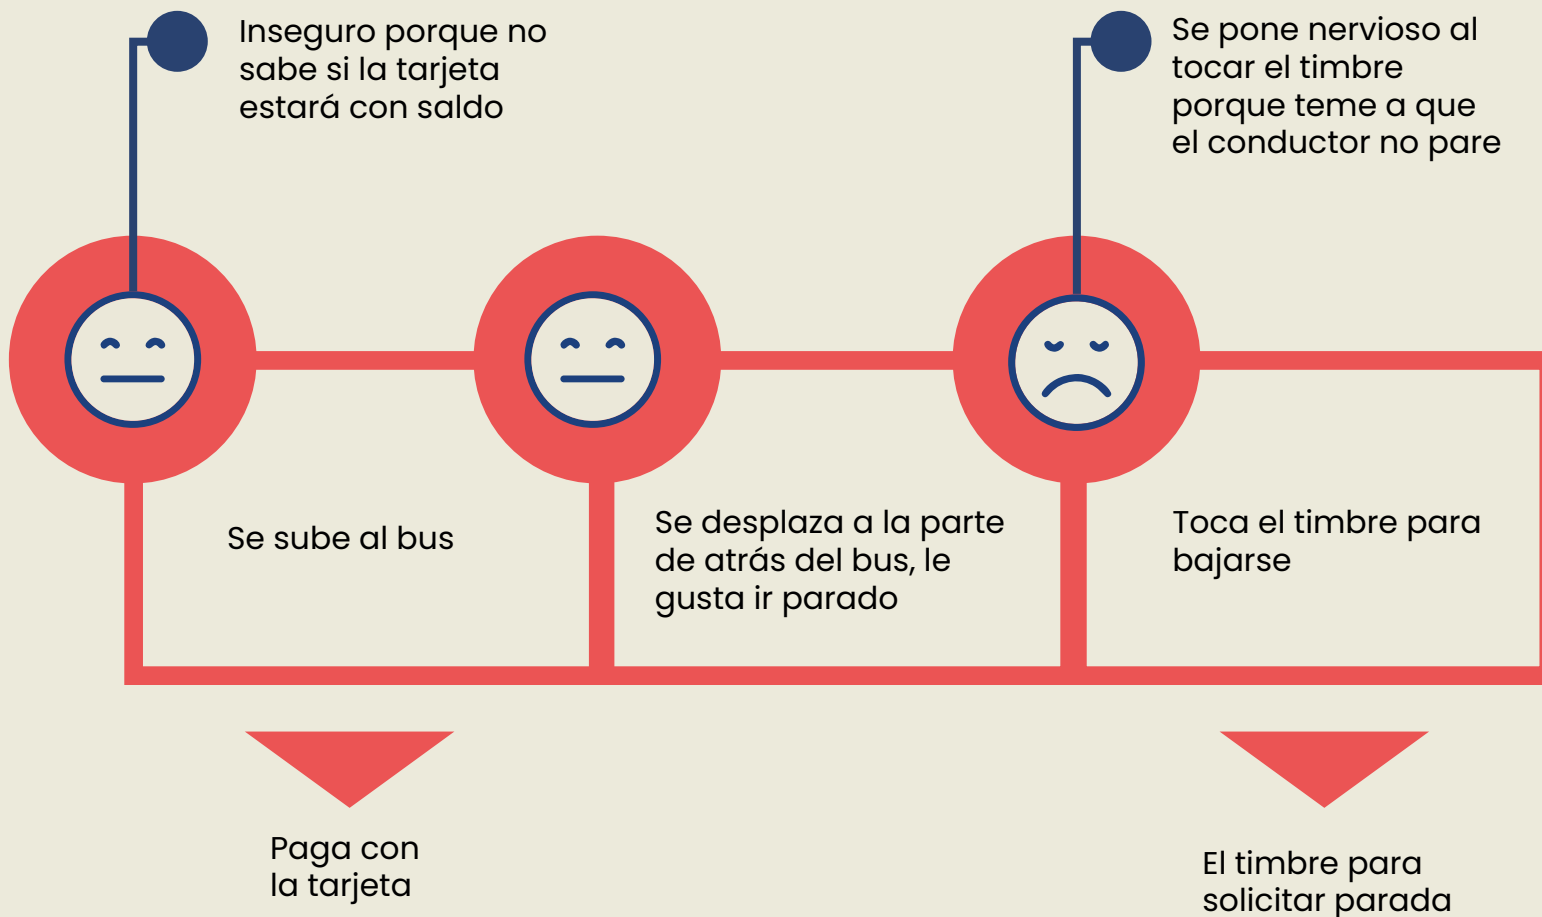 Inseguro porque no
sabe si la tarjeta
estará con saldo
Se pone nervioso al
tocar el timbre
porque teme a que
el conductor no pare
Se sube al bus
Se desplaza a la parte
de atrás del bus, le
gusta ir parado
Toca el timbre para
bajarse
Paga con
la tarjeta
El timbre para
solicitar parada